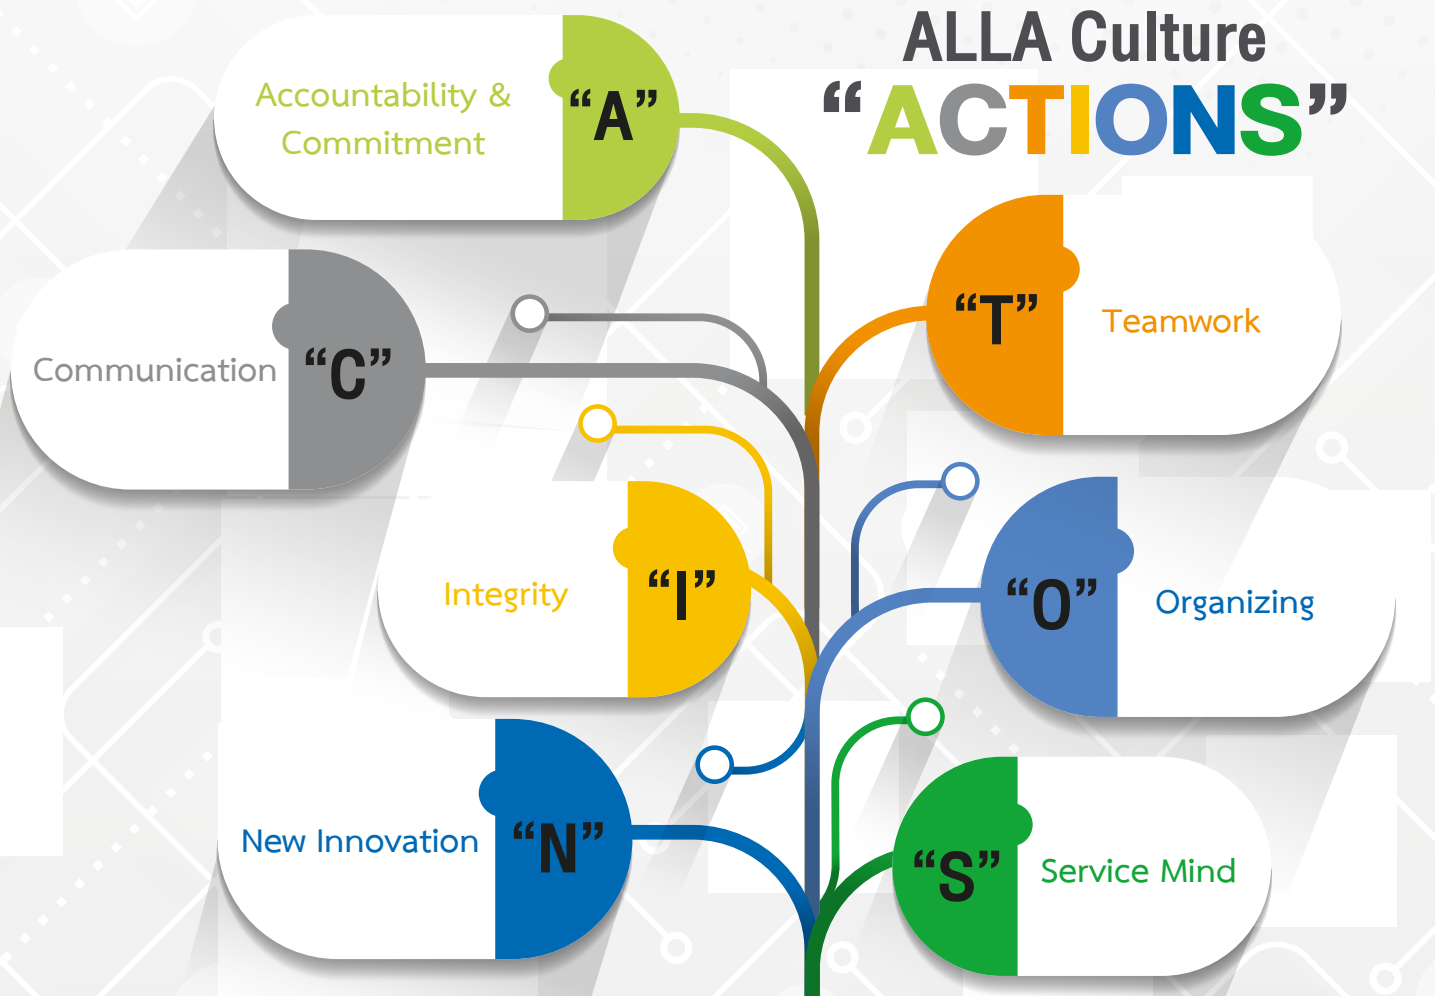 ALLA Culture
“ACTIONS”
Accountability &
Commitment
“A”
Communication
“C”
“T”
Teamwork
Integrity
“I”
“O”
Organizing
New Innovation
“N”
“S”
Service Mind